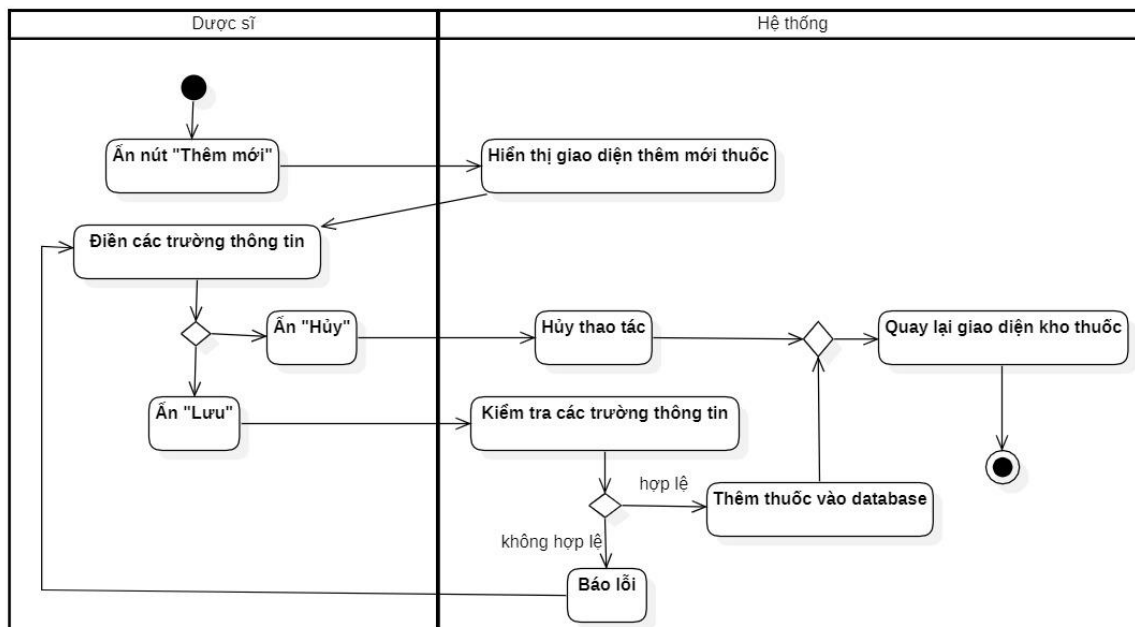 Dược sĩ
Hệ thống
Ấn nút "Thêm mới"
Hiển thị giao diện thêm mới thuốc
Điền các trường thông tin
Ấn "Hủy"
Hủy thao tác
Quay lại giao diện kho thuốc
Ấn "Lưu"
Kiểm tra các trường thông tin
hợp lệ
Thêm thuốc vào database
không hợp lệ
Báo lỗi